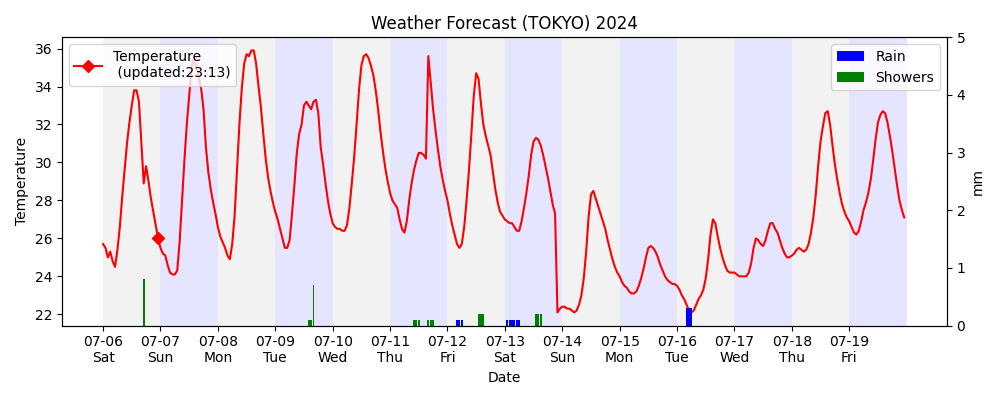 Weather Forecast (TOKYO) 2024
Temperature
(updated:23:13)
Rain
Showers
Temperature
36
34
32
30
28
26
24
22
5
4
3
2
1
0
mm
07-06 07-07 07-08 07-09 07-10 07-11 07-12 07-13 07-14 07-15 07-16 07-17 07-18 07-19
Sat Sun Mon Tue Wed Thu Fri Sat Sun Mon Tue Wed Thu Fri
Date